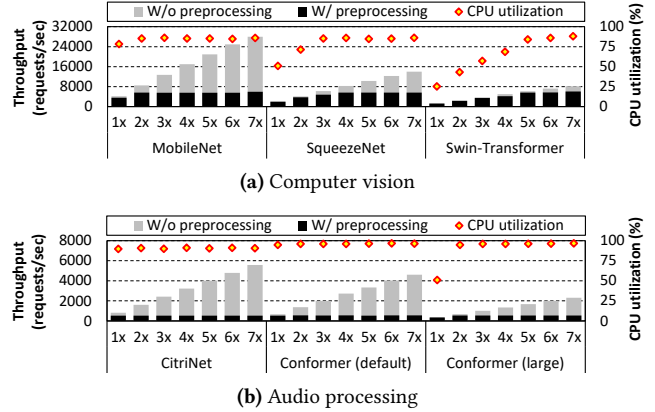 W/o preprocessing W/ preprocessing CPU utilization
Throughput
(requests/sec)
32000
24000
16000
8000
0
100
75
50
25
0
CPU utilization (%)
1x 2x 3x 4x 5x 6x 7x 1x 2x 3x 4x 5x 6x 7x 1x 2x 3x 4x 5x 6x 7x
MobileNet SqueezeNet Swin-Transformer
(a) Computer vision
W/o preprocessing W/ preprocessing CPU utilization
Throughput
(requests/sec)
8000
6000
4000
2000
0
100
75
50
25
0
CPU utilization (%)
1x 2x 3x 4x 5x 6x 7x 1x 2x 3x 4x 5x 6x 7x 1x 2x 3x 4x 5x 6x 7x
CitriNet Conformer (default) Conformer (large)
(b) Audio processing